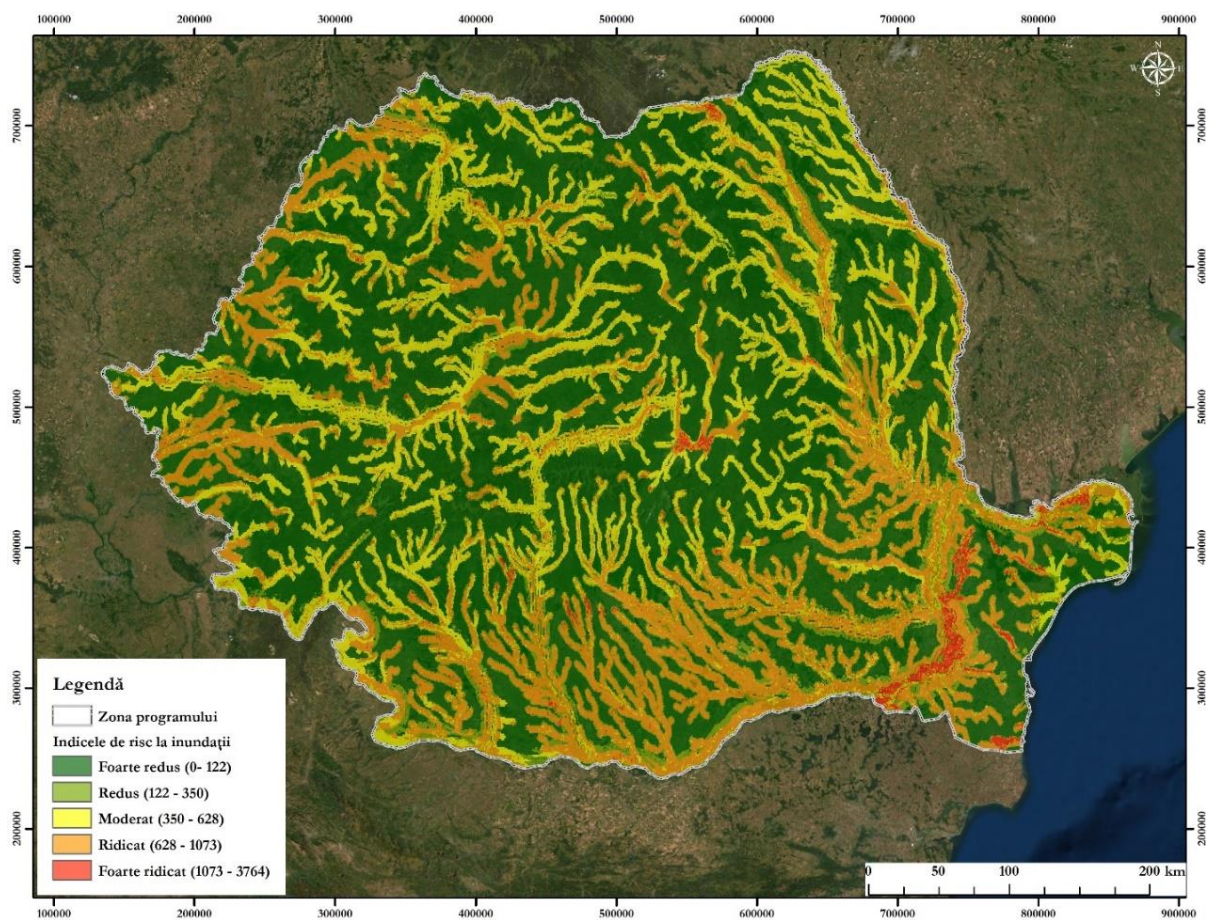 100000 200000 300000 400000 500000 600000 700000 800000 900000
N
W E
S
700000 700000
600000 600000
500000 500000
400000 400000
300000 300000
200000 200000
Legendă
Zona programului
Indicele de risc la inundații
Foarte redus (0- 122)
Redus (122 - 350)
Moderat (350 - 628)
Ridicat (628 - 1073)
Foarte ridicat (1073 - 3764)
0 50 100 200 km
100000 200000 300000 400000 500000 600000 700000 800000 900000